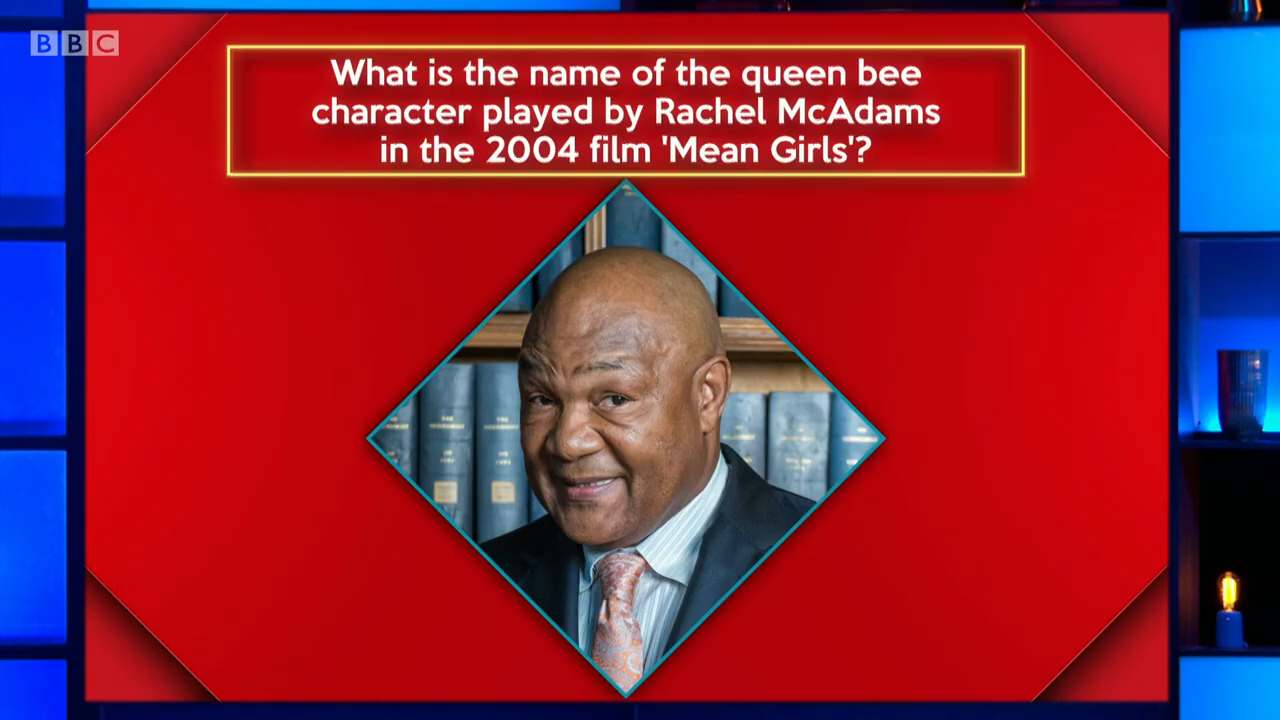 BBC
What is the name of the queen bee
character played by Rachel McAdams
in the 2004 film 'Mean Girls'?